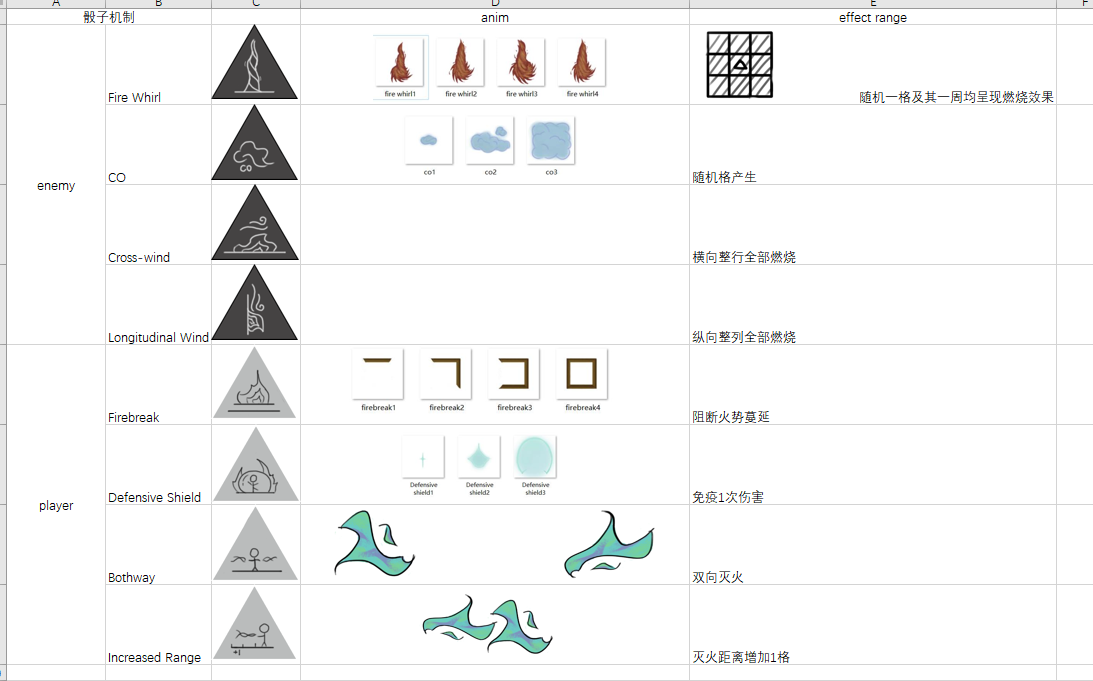 A B C D E F
骰子机制 anim effect range
fire whirl1 fire whirl2 fire whirl3 fire whirl4
Fire Whirl 随机一格及其一周均呈现燃烧效果
CO
co1 co2 co3
CO 随机格产生
enemy
Cross-wind 横向整行全部燃烧
Longitudinal Wind 纵向整列全部燃烧
firebreak1 firebreak2 firebreak3 firebreak4
Firebreak 阻断火势蔓延
Defensive shield1 Defensive shield2 Defensive shield3
Defensive Shield 免疫1次伤害
player
Bothway 双向灭火
+1
Increased Range 灭火距离增加1格